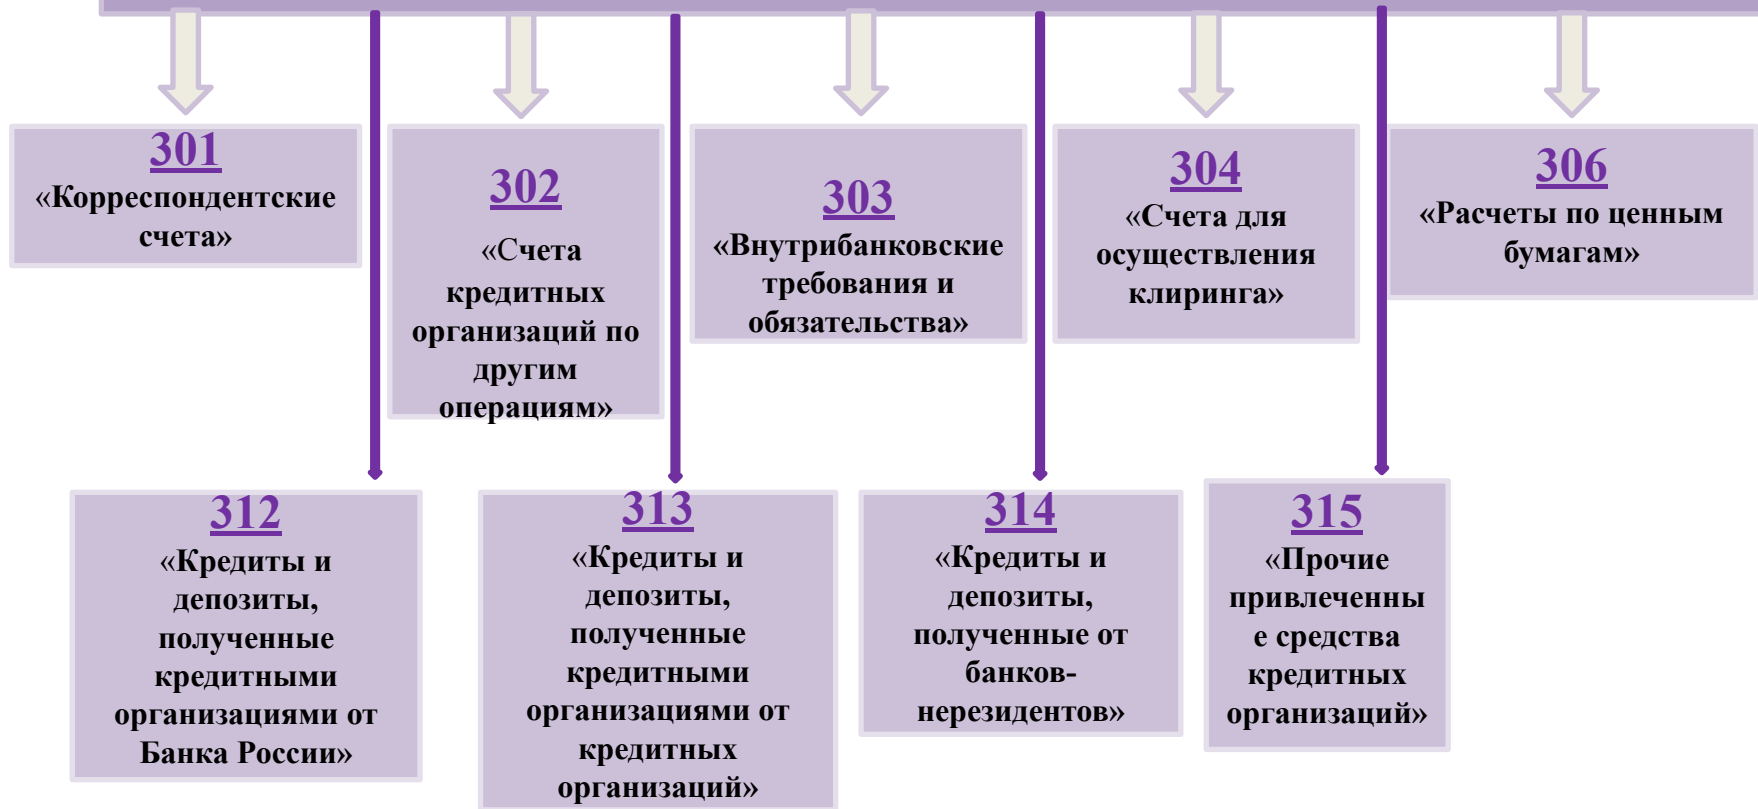 301
«Корреспондентские
счета»
302
«Счета
кредитных
организаций по
другим
операциям»
303
«Внутрибанковские
требования и
обязательства»
304
«Счета для
осуществления
клиринга»
306
«Расчеты по ценным
бумагам»
312
«Кредиты и
депозиты,
полученные
кредитными
организациями от
Банка России»
313
«Кредиты и
депозиты,
полученные
кредитными
организациями от
кредитных
организаций»
314
«Кредиты и
депозиты,
полученные от
банков-
нерезидентов»
315
«Прочие
привлеченны
е средства
кредитных
организаций»